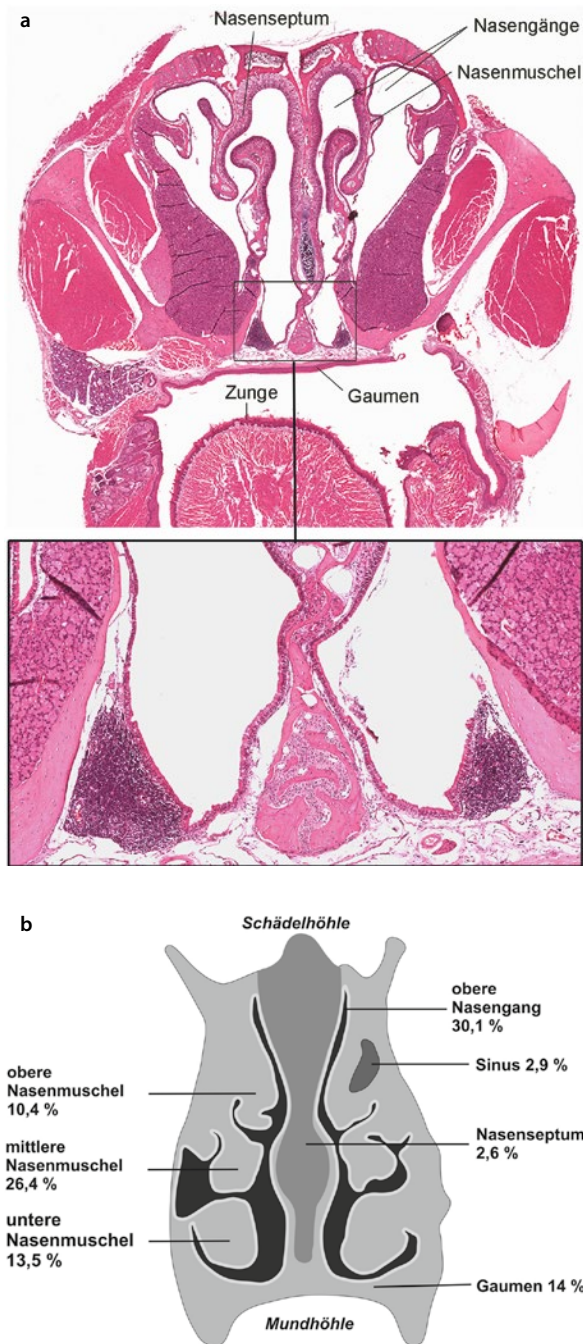 a
Nasenseptum
Nasengänge
Nasenmuschel
Zunge
Gaumen
b
Schädelhöhle
obere
Nasengang
30,1 %
Sinus 2,9 %
obere
Nasenmuschel
10,4 %
Nasenseptum
2,6 %
mittlere
Nasenmuschel
26,4 %
untere
Nasenmuschel
13,5 %
Gaumen 14 %
Mundhöhle